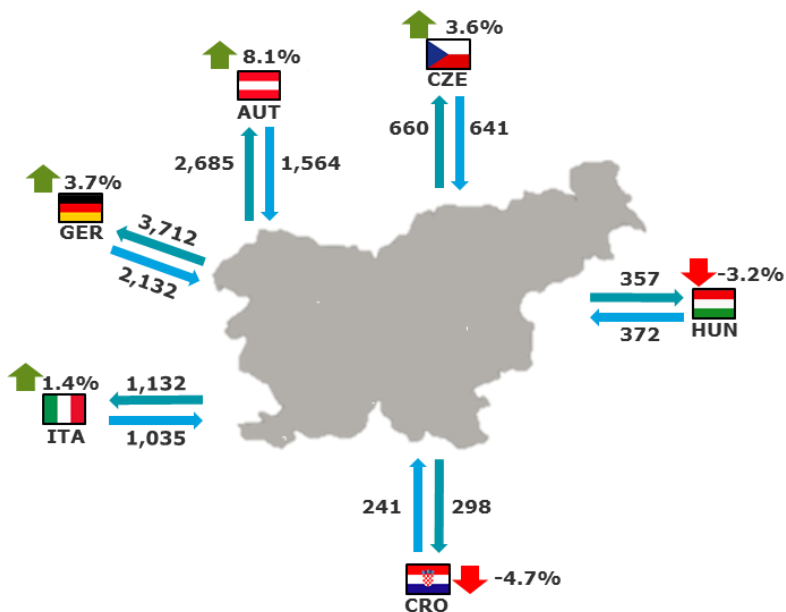 3.6%
CZE
660 641
8.1%
AUT
2,685 1,564
3.7%
GER
3,712
2,132
-3.2%
HUN
357
372
1.4%
ITA
1,132
1,035
241 298
CRO
-4.7%